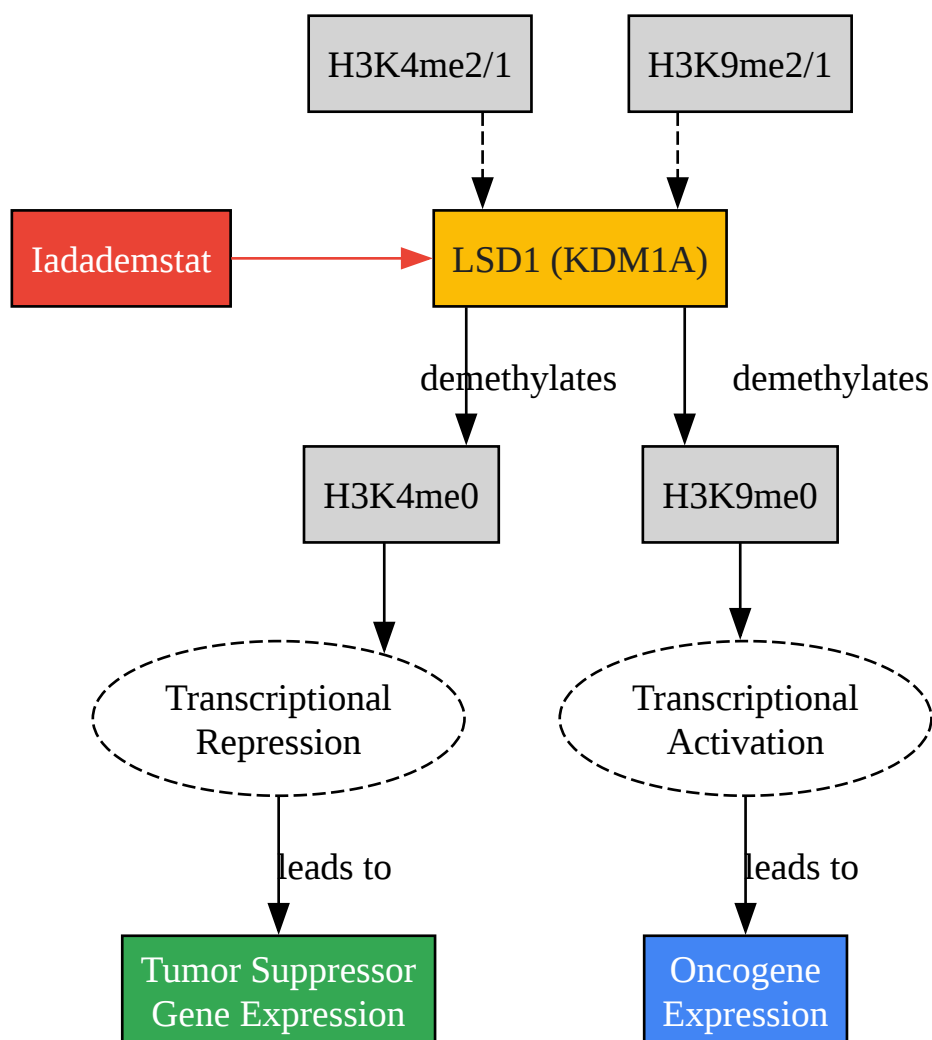 H3K4me2/1
H3K9me2/1
Iadademstat
LSD1 (KDM1A)
demethylates
demethylates
H3K4me0
H3K9me0
Transcriptional
Repression
Transcriptional
Activation
leads to
leads to
Tumor Suppressor
Gene Expression
Oncogene
Expression